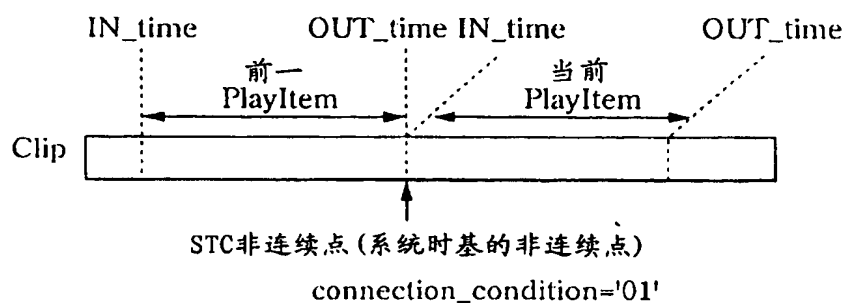 IN_time OUT_time IN_time OUT_time
前一 当前
PlayItem PlayItem
Clip
STC非连续点(系统时基的非连续点)
connection_condition='01'